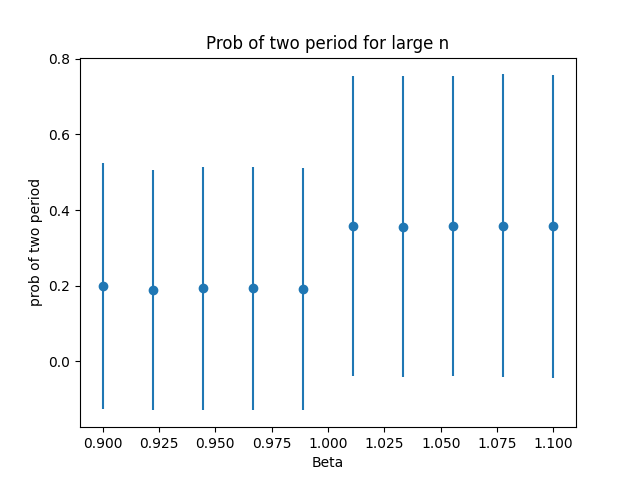 Prob of two period for large n
prob of two period
0.8
0.6
0.4
0.2
0.0
0.900 0.925 0.950 0.975 1.000 1.025 1.050 1.075 1.100
Beta